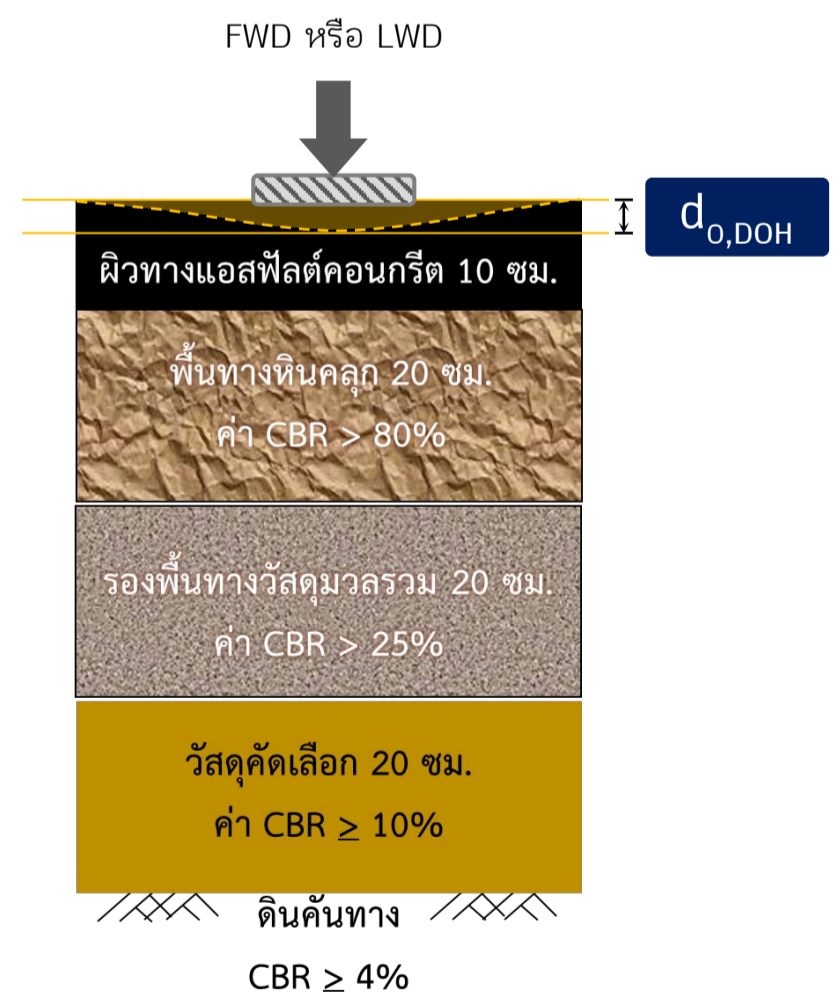 FWD หรือ LWD
d₀,DOH
ผิวทางแอสฟัลต์คอนกรีต 10 ซม.
พื้นทางหินคลุก 20 ซม.
ค่า CBR > 80%
รองพื้นทางวัสดุมวลรวม 20 ซม.
ค่า CBR > 25%
วัสดุคัดเลือก 20 ซม.
ค่า CBR ≥ 10%
ดินคันทาง
CBR ≥ 4%